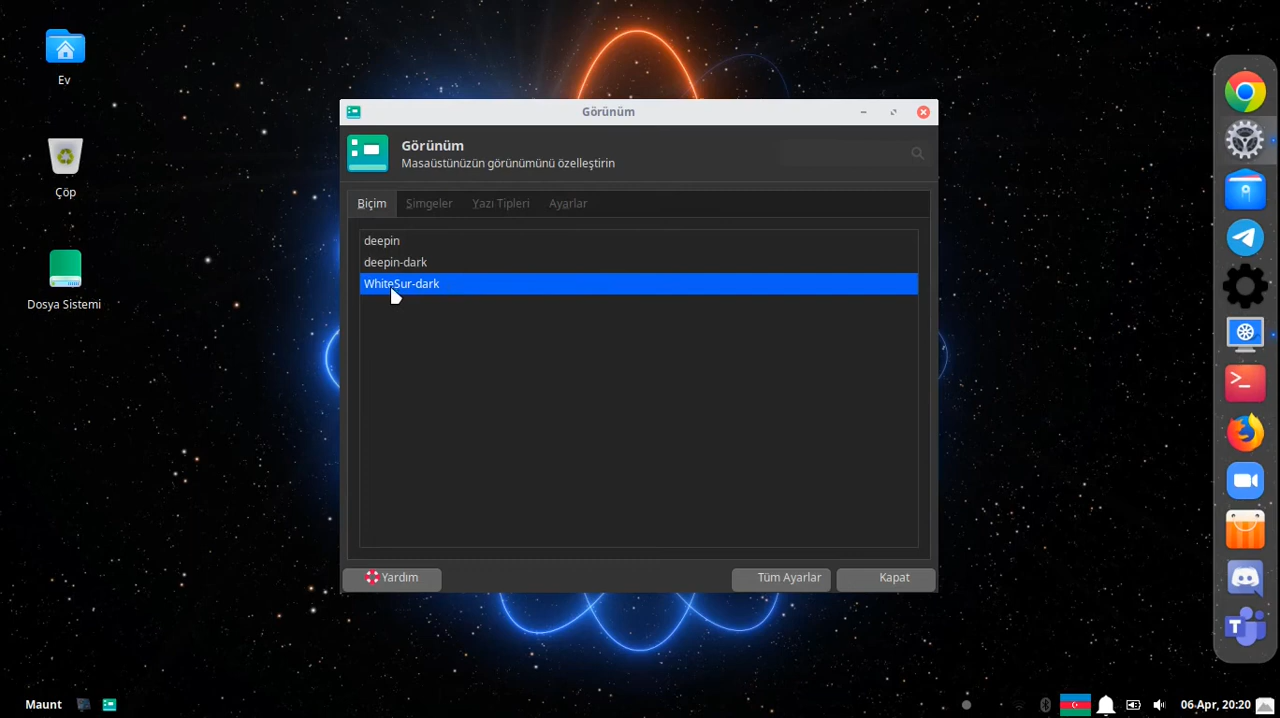 Ev
Çöp
Dosya Sistemi
Görünüm
Görünüm
Masaüstünüzün görünümünü özelleştirin
Biçim Simgeler Yazı Tipleri Ayarlar
deepin
deepin-dark
WhiteSur-dark
Yardım Tüm Ayarlar Kapat
Maunt
06 Apr, 20:20